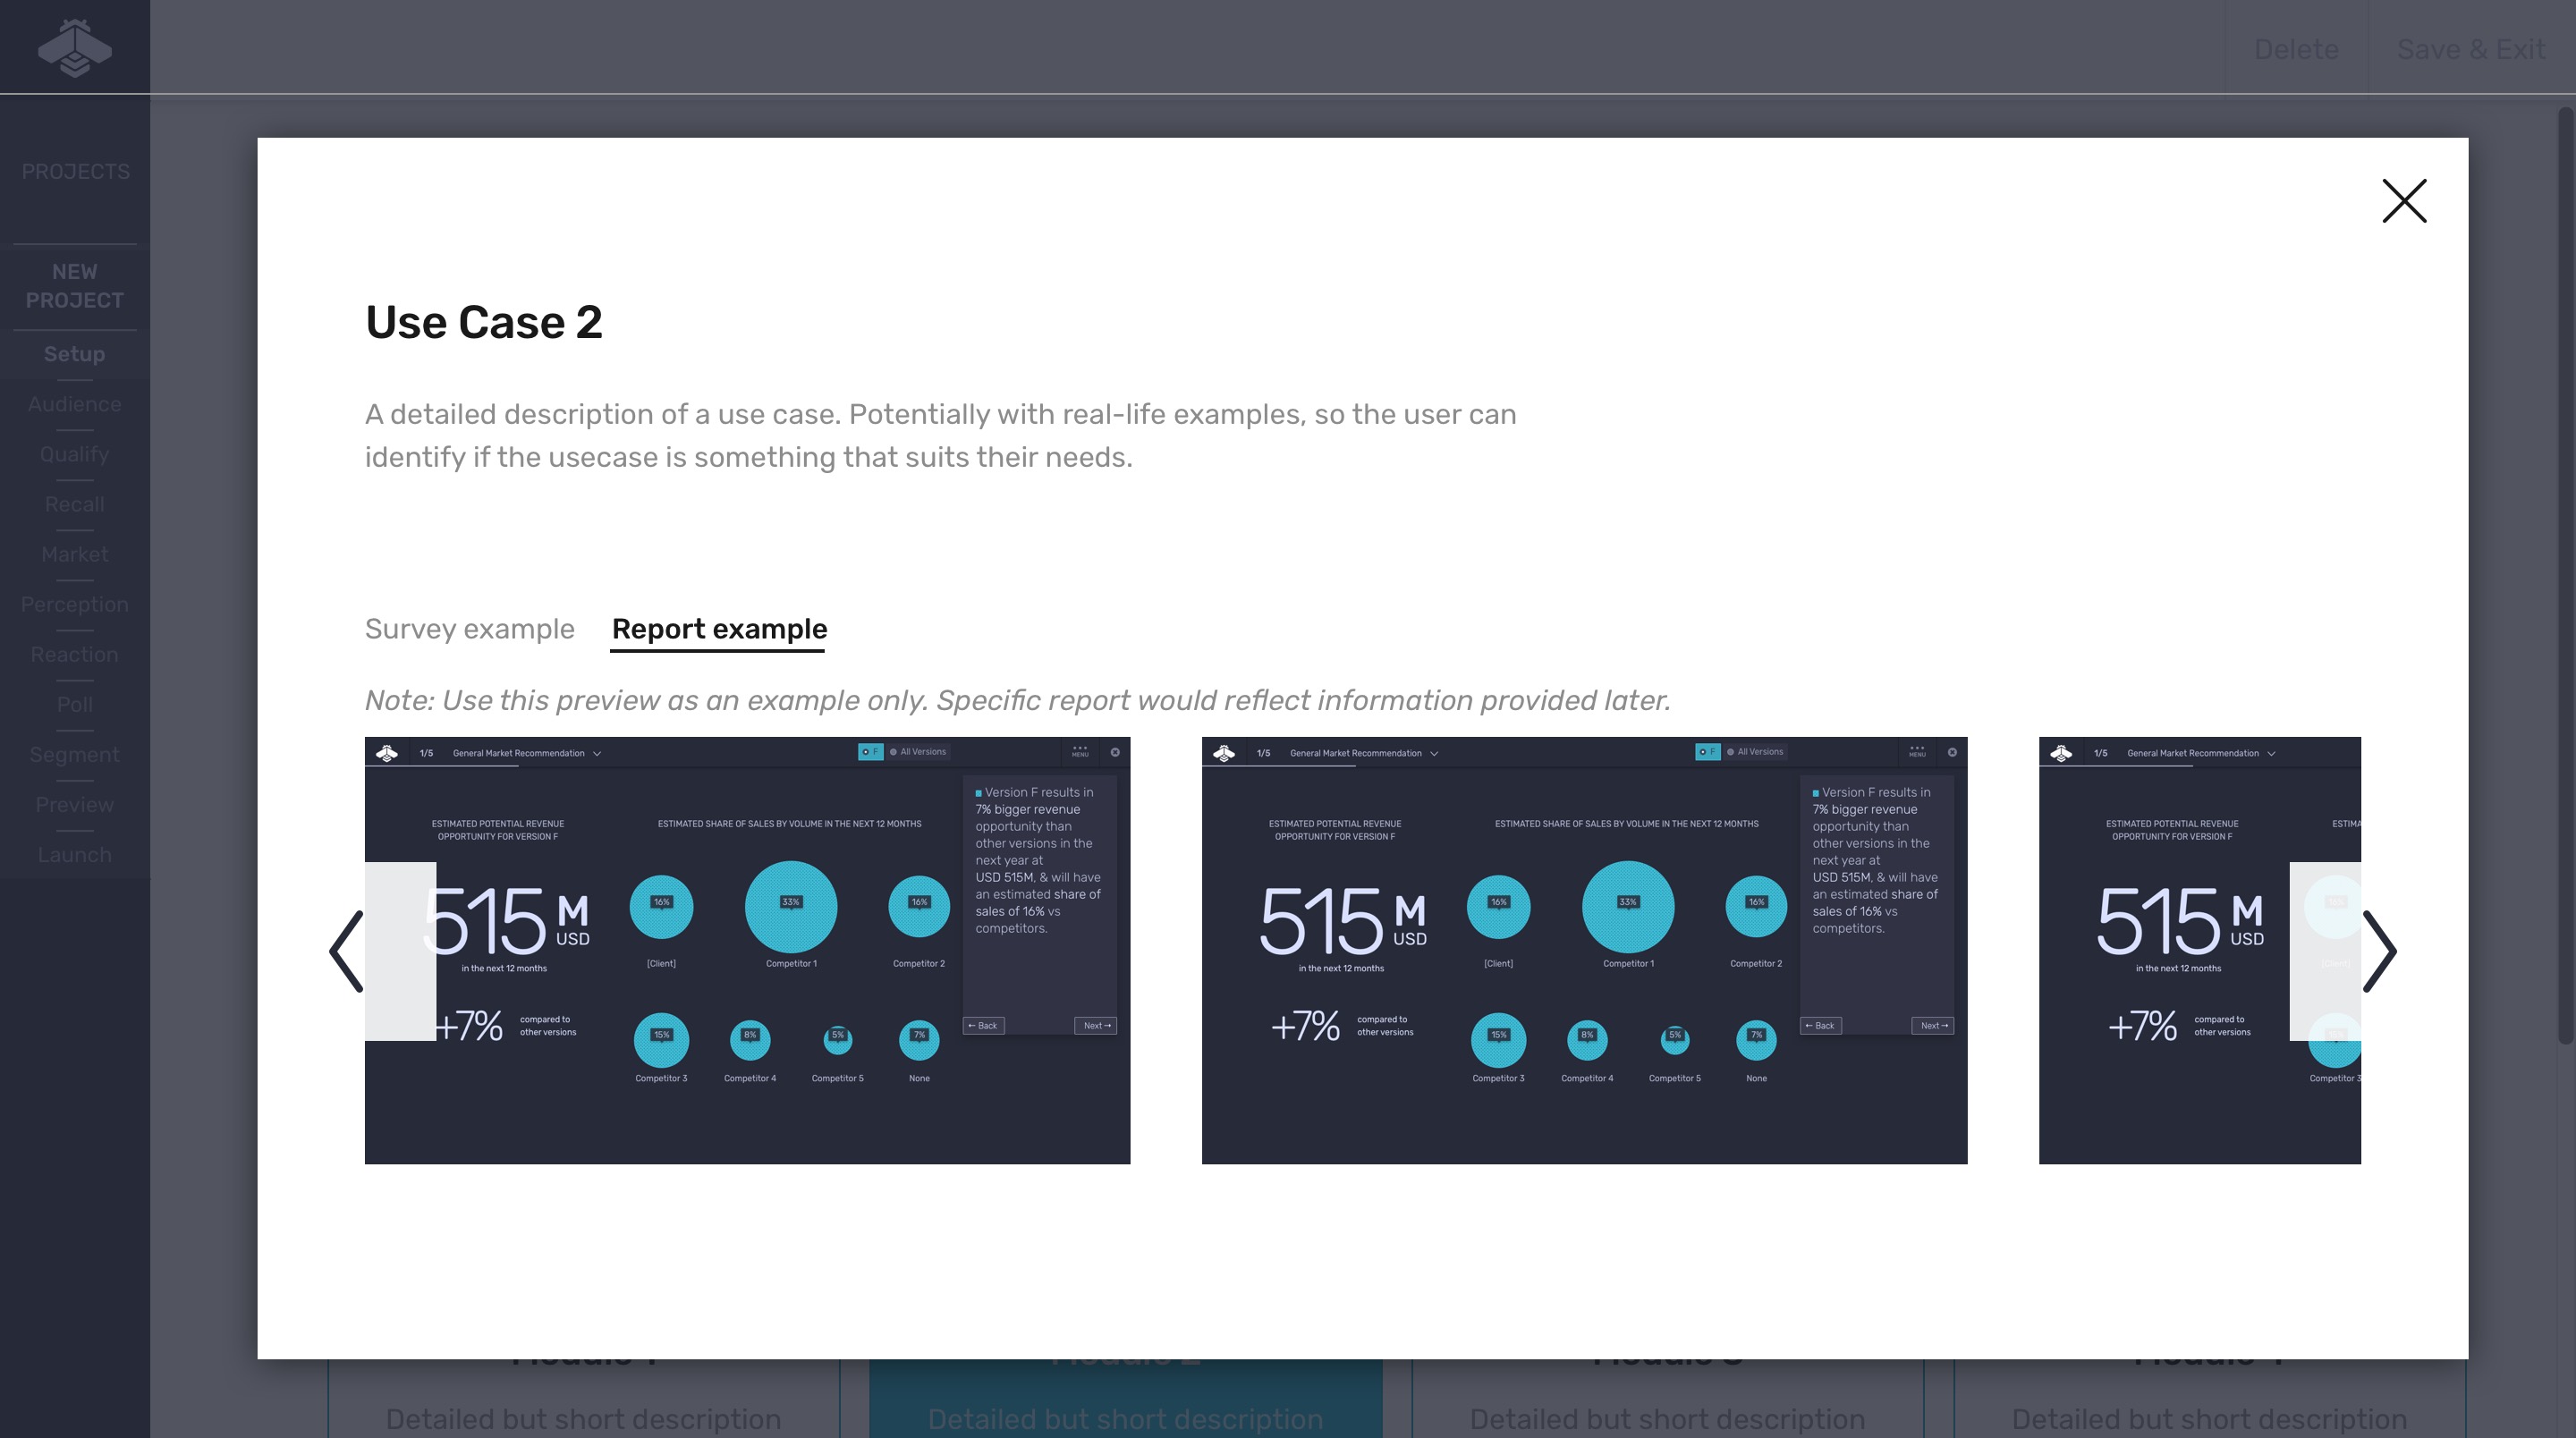 Delete
Save & Exit
PROJECTS
NEW
PROJECT
Setup
Audience
Qualify
Recall
Market
Perception
Reaction
Poll
Segment
Preview
Launch
Use Case 2
A detailed description of a use case. Potentially with real-life examples, so the user can
identify if the usecase is something that suits their needs.
Survey example
Report example
Note: Use this preview as an example only. Specific report would reflect information provided later.
1/5
General Market Recommendation
F
All Versions
MENU
ESTIMATED POTENTIAL REVENUE
OPPORTUNITY FOR VERSION F
515 M
USD
in the next 12 months
+7%
compared to
other versions
ESTIMATED SHARE OF SALES BY VOLUME IN THE NEXT 12 MONTHS
16%
33%
16%
[Client]
Competitor 1
Competitor 2
15%
8%
5%
7%
Competitor 3
Competitor 4
Competitor 5
None
Version F results in
7% bigger revenue
opportunity than
other versions in the
next year at
USD 515M, & will have
an estimated share of
sales of 16% vs
competitors.
← Back
Next →
1/5
General Market Recommendation
F
All Versions
MENU
ESTIMATED POTENTIAL REVENUE
OPPORTUNITY FOR VERSION F
515 M
USD
in the next 12 months
+7%
compared to
other versions
ESTIMATED SHARE OF SALES BY VOLUME IN THE NEXT 12 MONTHS
16%
33%
16%
[Client]
Competitor 1
Competitor 2
15%
8%
5%
7%
Competitor 3
Competitor 4
Competitor 5
None
Version F results in
7% bigger revenue
opportunity than
other versions in the
next year at
USD 515M, & will have
an estimated share of
sales of 16% vs
competitors.
← Back
Next →
1/5
General Market Recommendation
ESTIMATED POTENTIAL REVENUE
OPPORTUNITY FOR VERSION F
515 M
USD
in the next 12 months
+7%
compared to
other versions
ESTIMA
[Client]
Competitor 3
Detailed but short description
Detailed but short description
Detailed but short description
Detailed but short description